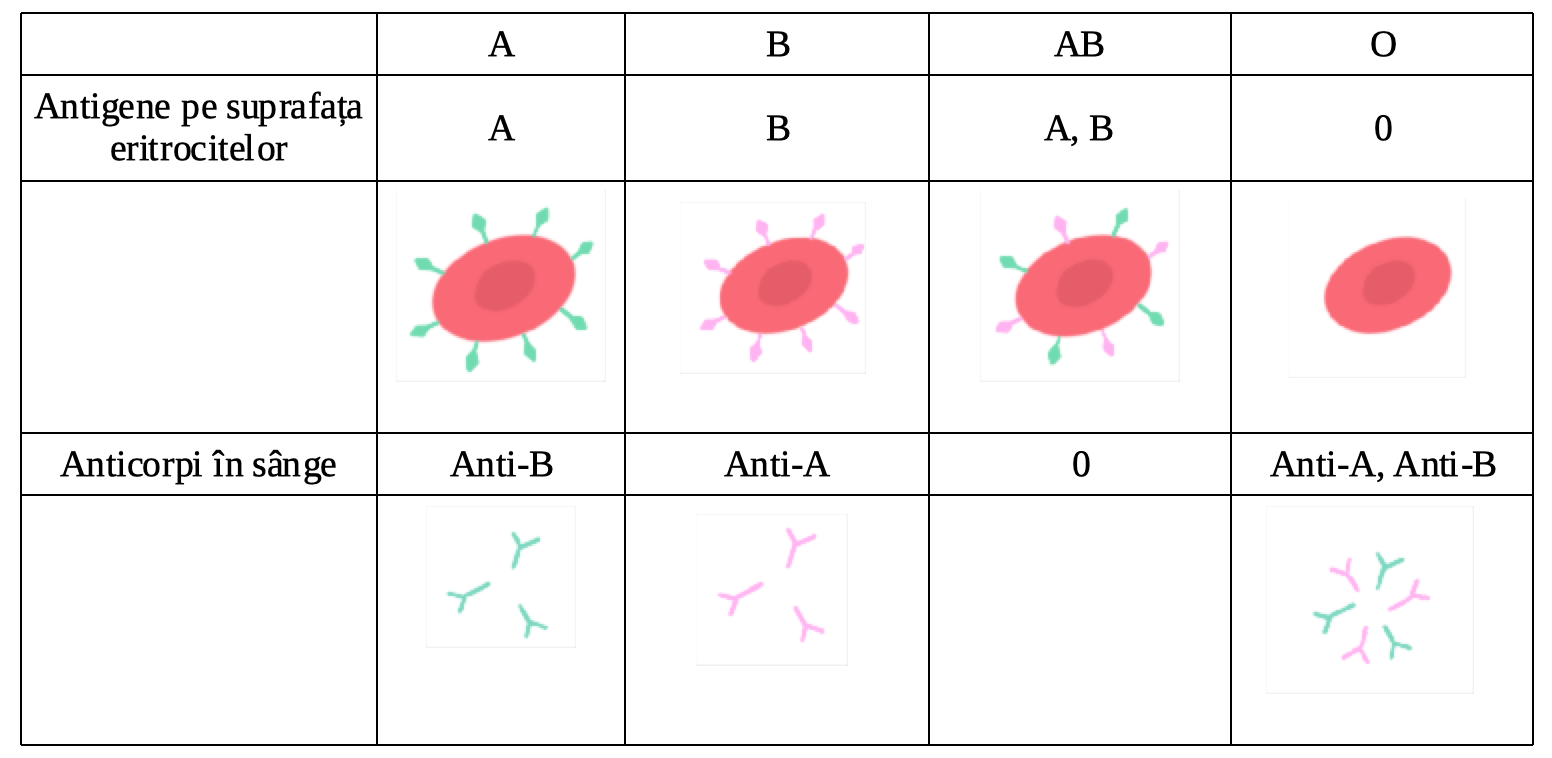 A B AB O
Antigene pe suprafața
eritrocitelor
A B A, B 0
Anticorpi în sânge Anti-B Anti-A 0 Anti-A, Anti-B